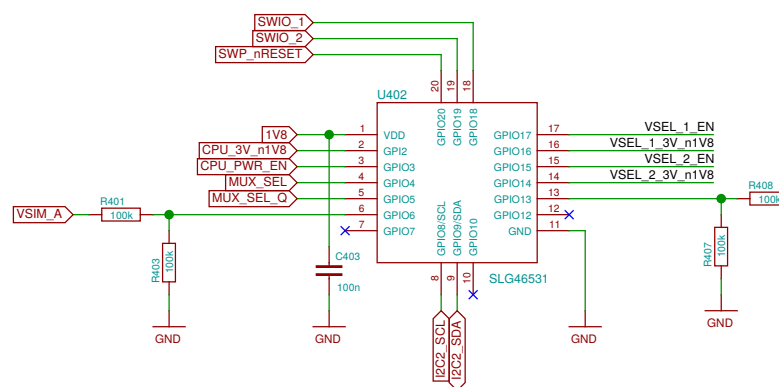 SWIO_1
SWIO_2
SWP_nRESET
20
19
18
U402
GPIO20
GPIO19
GPIO18
1V8
1
VDD
GPIO17
17
VSEL_1_EN
CPU_3V_n1V8
2
GPI2
GPIO16
16
VSEL_1_3V_n1V8
CPU_PWR_EN
3
GPIO3
GPIO15
15
VSEL_2_EN
MUX_SEL
4
GPIO4
GPIO14
14
VSEL_2_3V_n1V8
MUX_SEL_Q
5
GPIO5
GPIO13
13
R408
100k
VSIM_A
R401
100k
6
GPIO6
GPIO12
12
7
GPIO7
GND
11
GPIO8/SCL
GPIO9/SDA
GPIO10
R403
100k
C403
100n
R407
100k
SLG46531
8
9
10
GND
GND
GND
GND
I2C2_SCL
I2C2_SDA